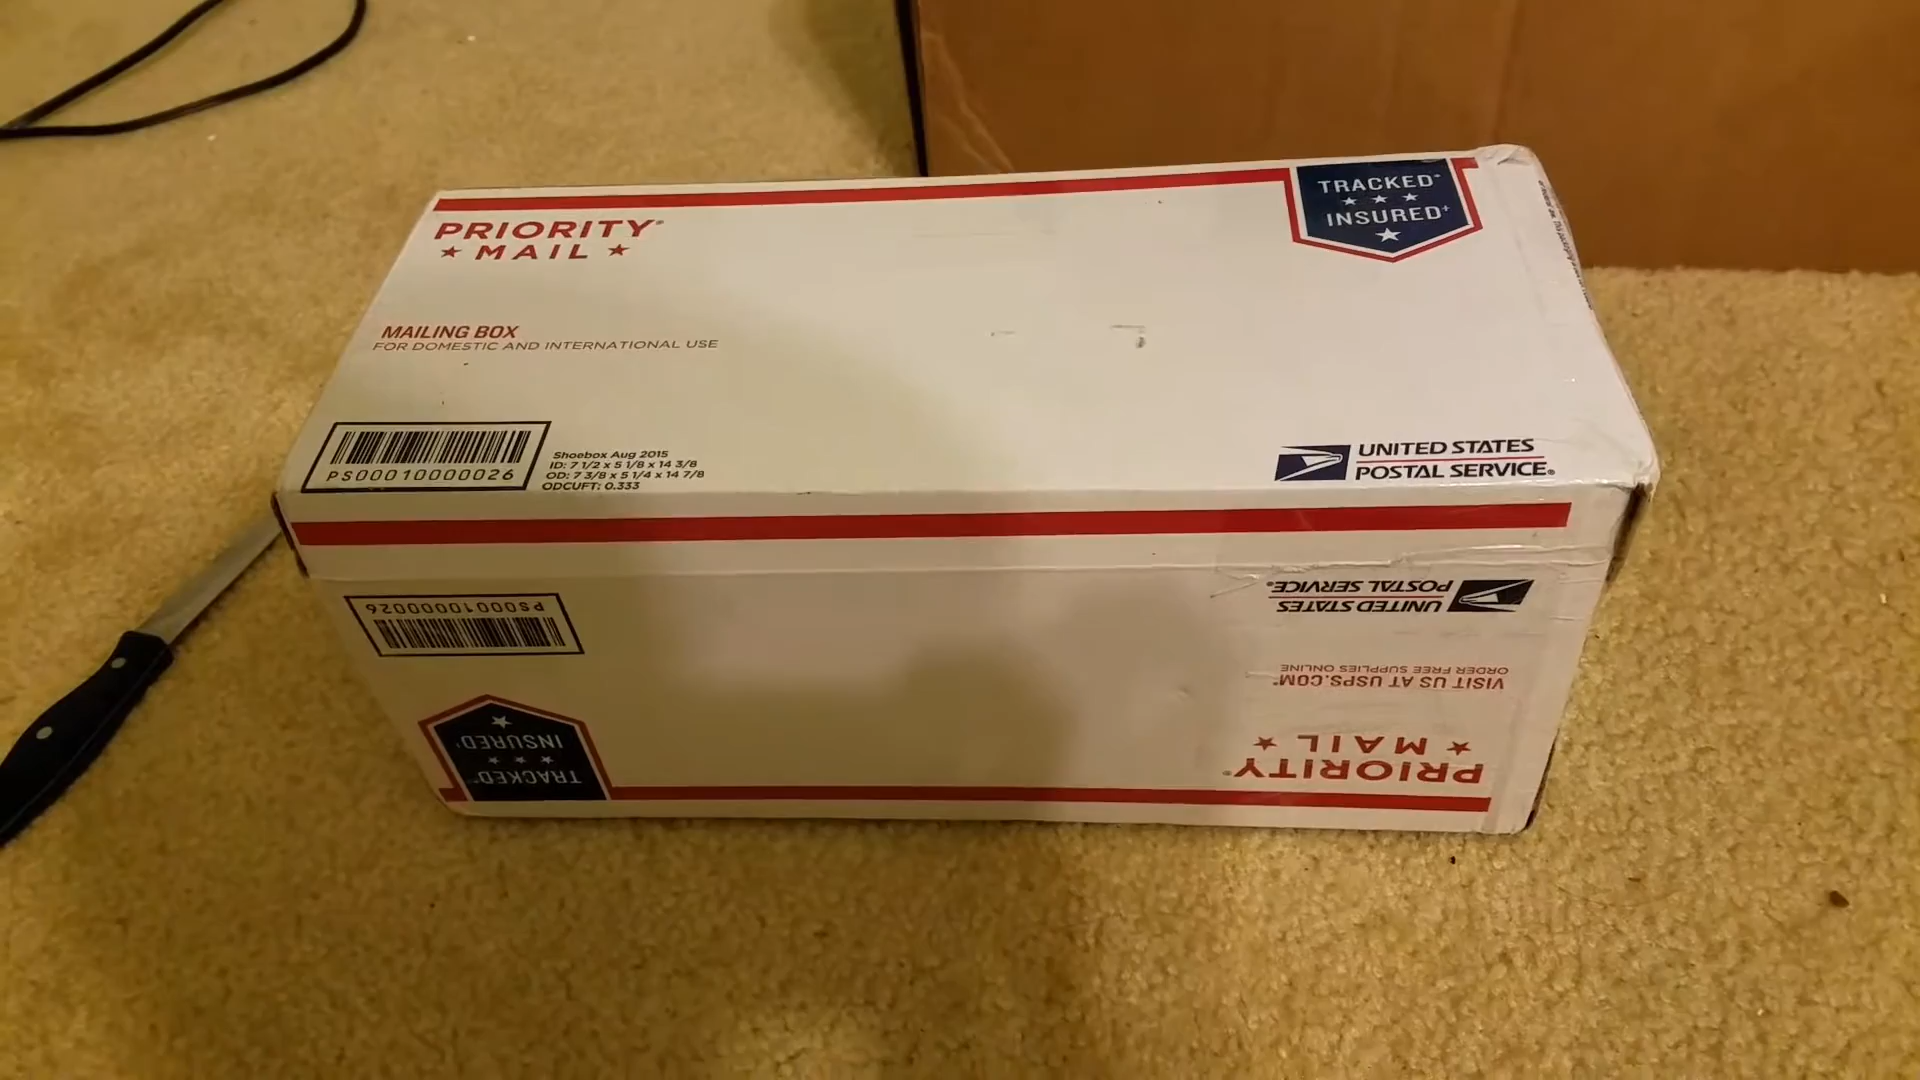 PRIORITY®
★ MAIL ★
TRACKED+
★ ★ ★
INSURED+
★
MAILING BOX
FOR DOMESTIC AND INTERNATIONAL USE
PS00010000026
Shoebox Aug 2015
ID: 7 1/2 x 5 1/8 x 14 3/8
OD: 7 3/8 x 5 1/4 x 14 7/8
ODCUFT: 0.333
UNITED STATES
POSTAL SERVICE®
PS00010000026
UNITED STATES
POSTAL SERVICE®
VISIT US AT USPS.COM®
ORDER FREE SUPPLIES ONLINE
TRACKED+
★ ★ ★
INSURED+
★
PRIORITY®
★ MAIL ★